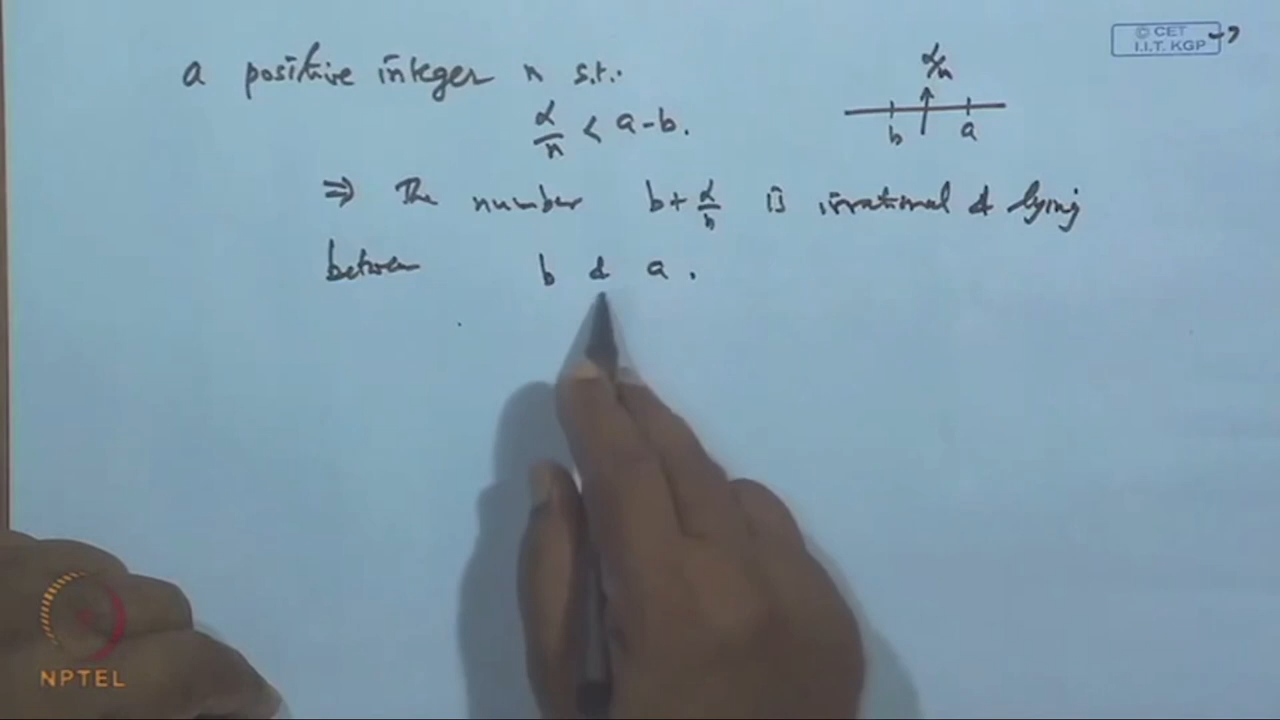 a positive integer n s.t.
α/n < a-b.
© CET
I.I.T. KGP
α/n
b a
⇒ The number b+ α/n is irrational & lying
between b & a.
NPTEL